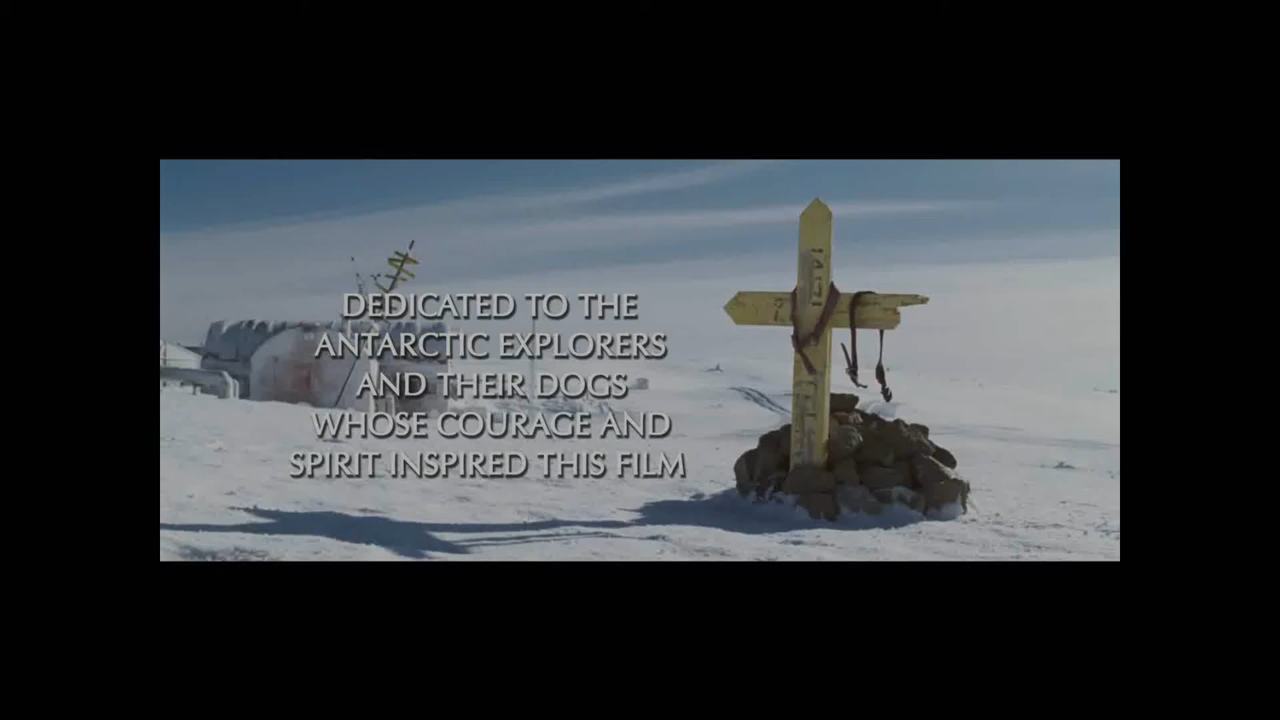 DEDICATED TO THE
ANTARCTIC EXPLORERS
AND THEIR DOGS
WHOSE COURAGE AND
SPIRIT INSPIRED THIS FILM